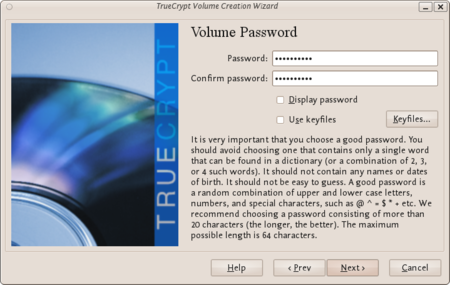 TrueCrypt Volume Creation Wizard
TRUECRYPT
Volume Password
Password: ••••••••••
Confirm password: ••••••••••
Display password
Use keyfiles
Keyfiles...
It is very important that you choose a good password. You
should avoid choosing one that contains only a single word
that can be found in a dictionary (or a combination of 2, 3,
or 4 such words). It should not contain any names or dates
of birth. It should not be easy to guess. A good password is
a random combination of upper and lower case letters,
numbers, and special characters, such as @ ^ = $ * + etc. We
recommend choosing a password consisting of more than
20 characters (the longer, the better). The maximum
possible length is 64 characters.
Help
< Prev
Next >
Cancel